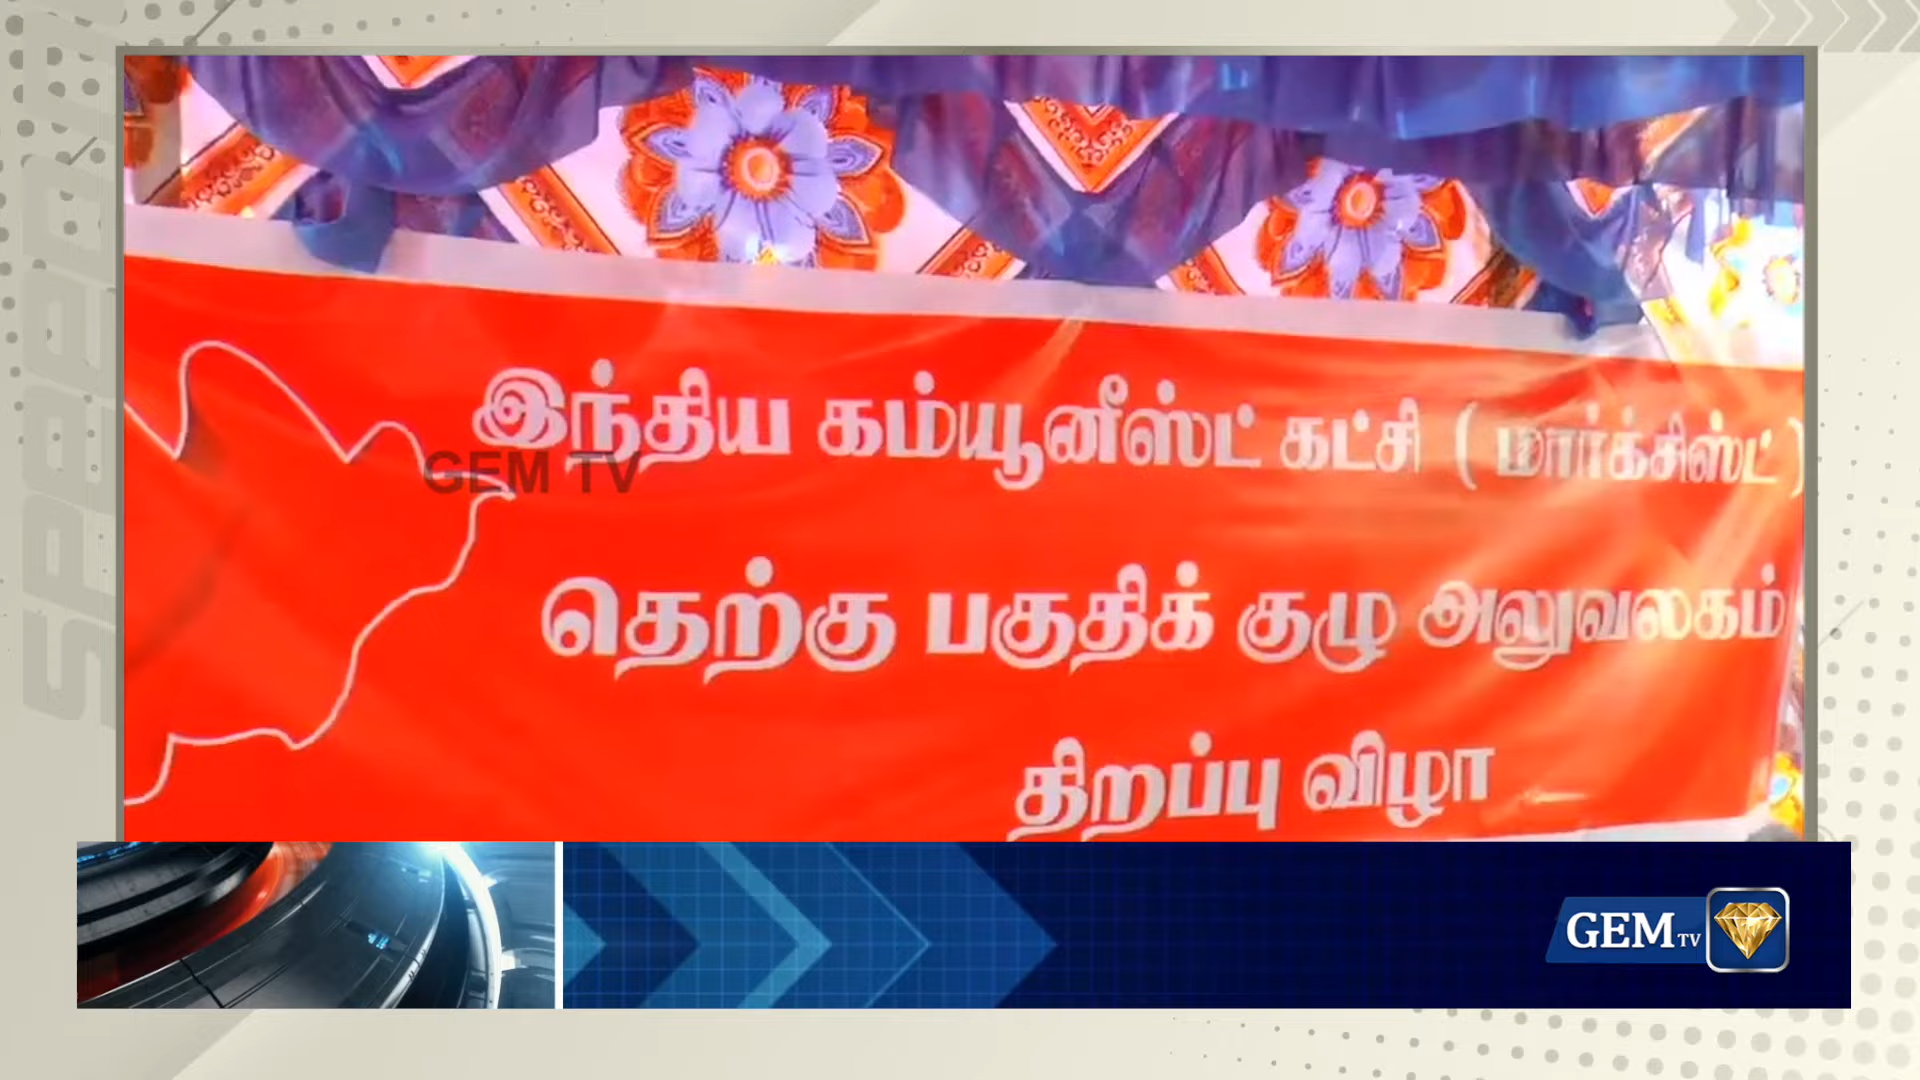 இந்திய கம்யூனீஸ்ட் கட்சி ( மார்க்சிஸ்ட் )
GEM TV
தெற்கு பகுதிக் குழு அலுவலகம்
திறப்பு விழா
GEM TV